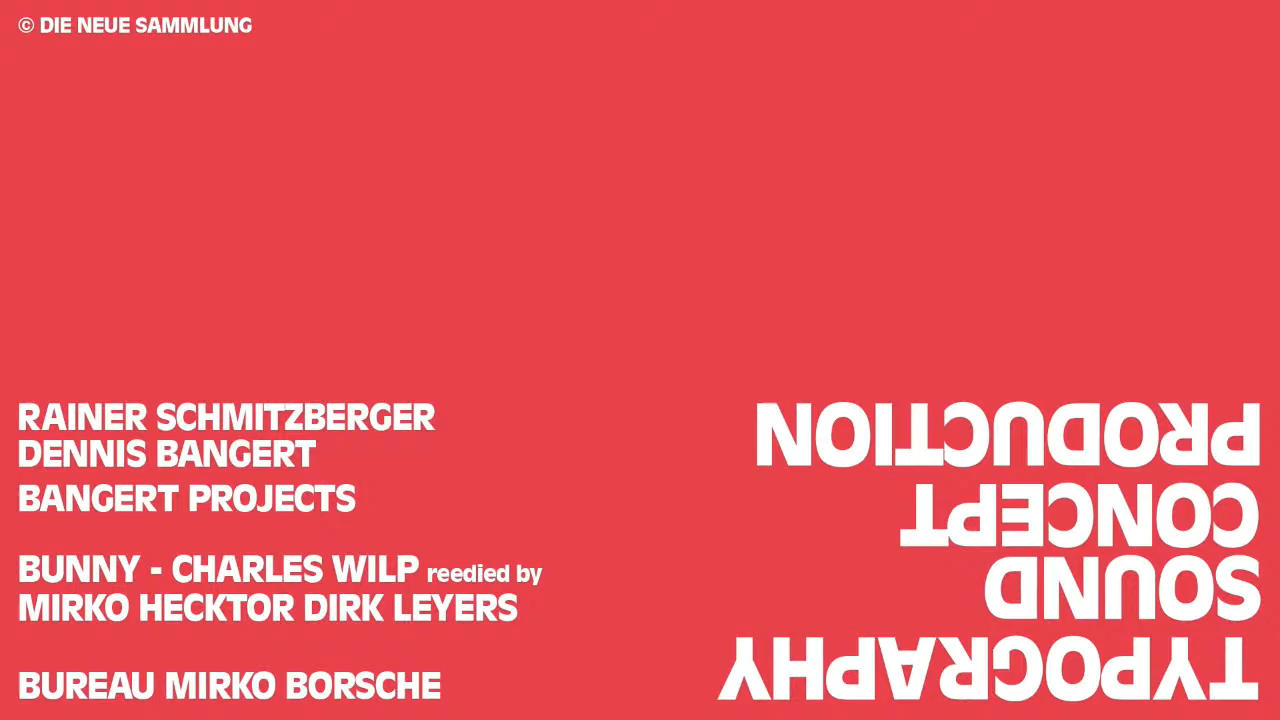 © DIE NEUE SAMMLUNG
RAINER SCHMITZBERGER
DENNIS BANGERT
BANGERT PROJECTS
BUNNY - CHARLES WILP reedied by
MIRKO HECKTOR DIRK LEYERS
BUREAU MIRKO BORSCHE
PRODUCTION
CONCEPT
SOUND
TYPOGRAPHY